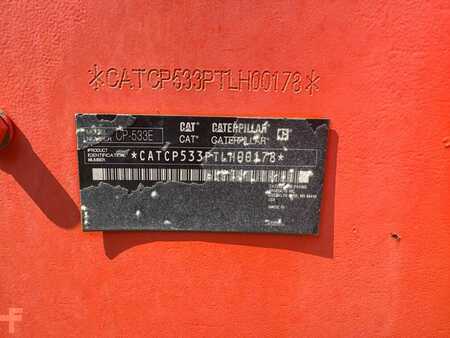 *CATCP533PTLH00178*
CP-533E CAT CATERPILLAR
CAT® CATERPILLAR®
PRODUCT
IDENTIFICATION
NUMBER
*CATCP533PTLH00178*